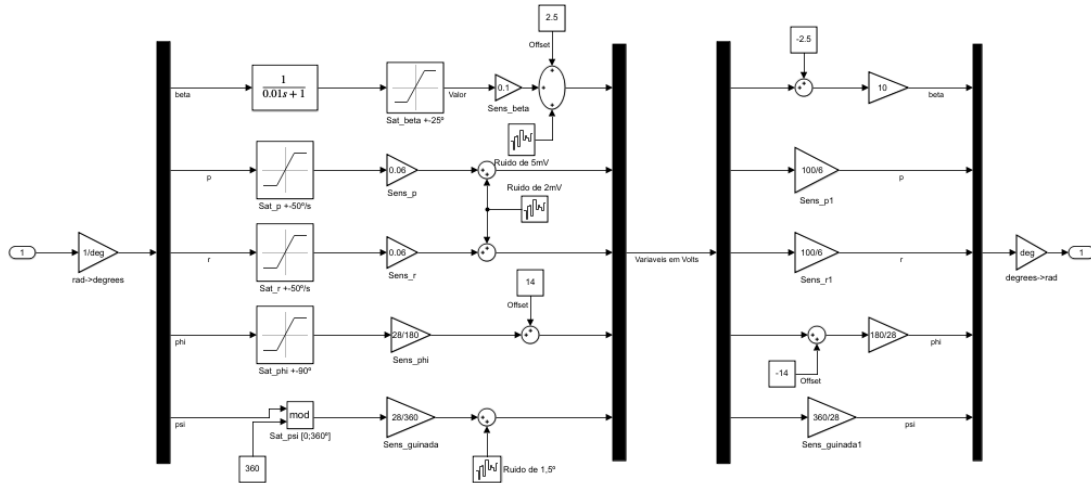 2.5
Offset
1
0.01s + 1
beta
Sat_beta +-25º
Valor
0.1
Sens_beta
Ruido de 5mV
p
Sat_p +-50º/s
0.06
Sens_p
Ruido de 2mV
1
1/deg
rad->degrees
r
Sat_r +-50º/s
0.06
Sens_r
14
Offset
phi
Sat_phi +-90º
28/180
Sens_phi
psi
mod
Sat_psi [0;360º]
360
28/360
Sens_guinada
Ruido de 1,5º
Variaveis em Volts
-2.5
Offset
10
beta
100/6
Sens_p1
p
100/6
Sens_r1
r
-14
Offset
180/28
phi
360/28
Sens_guinada1
psi
deg
degrees->rad
1